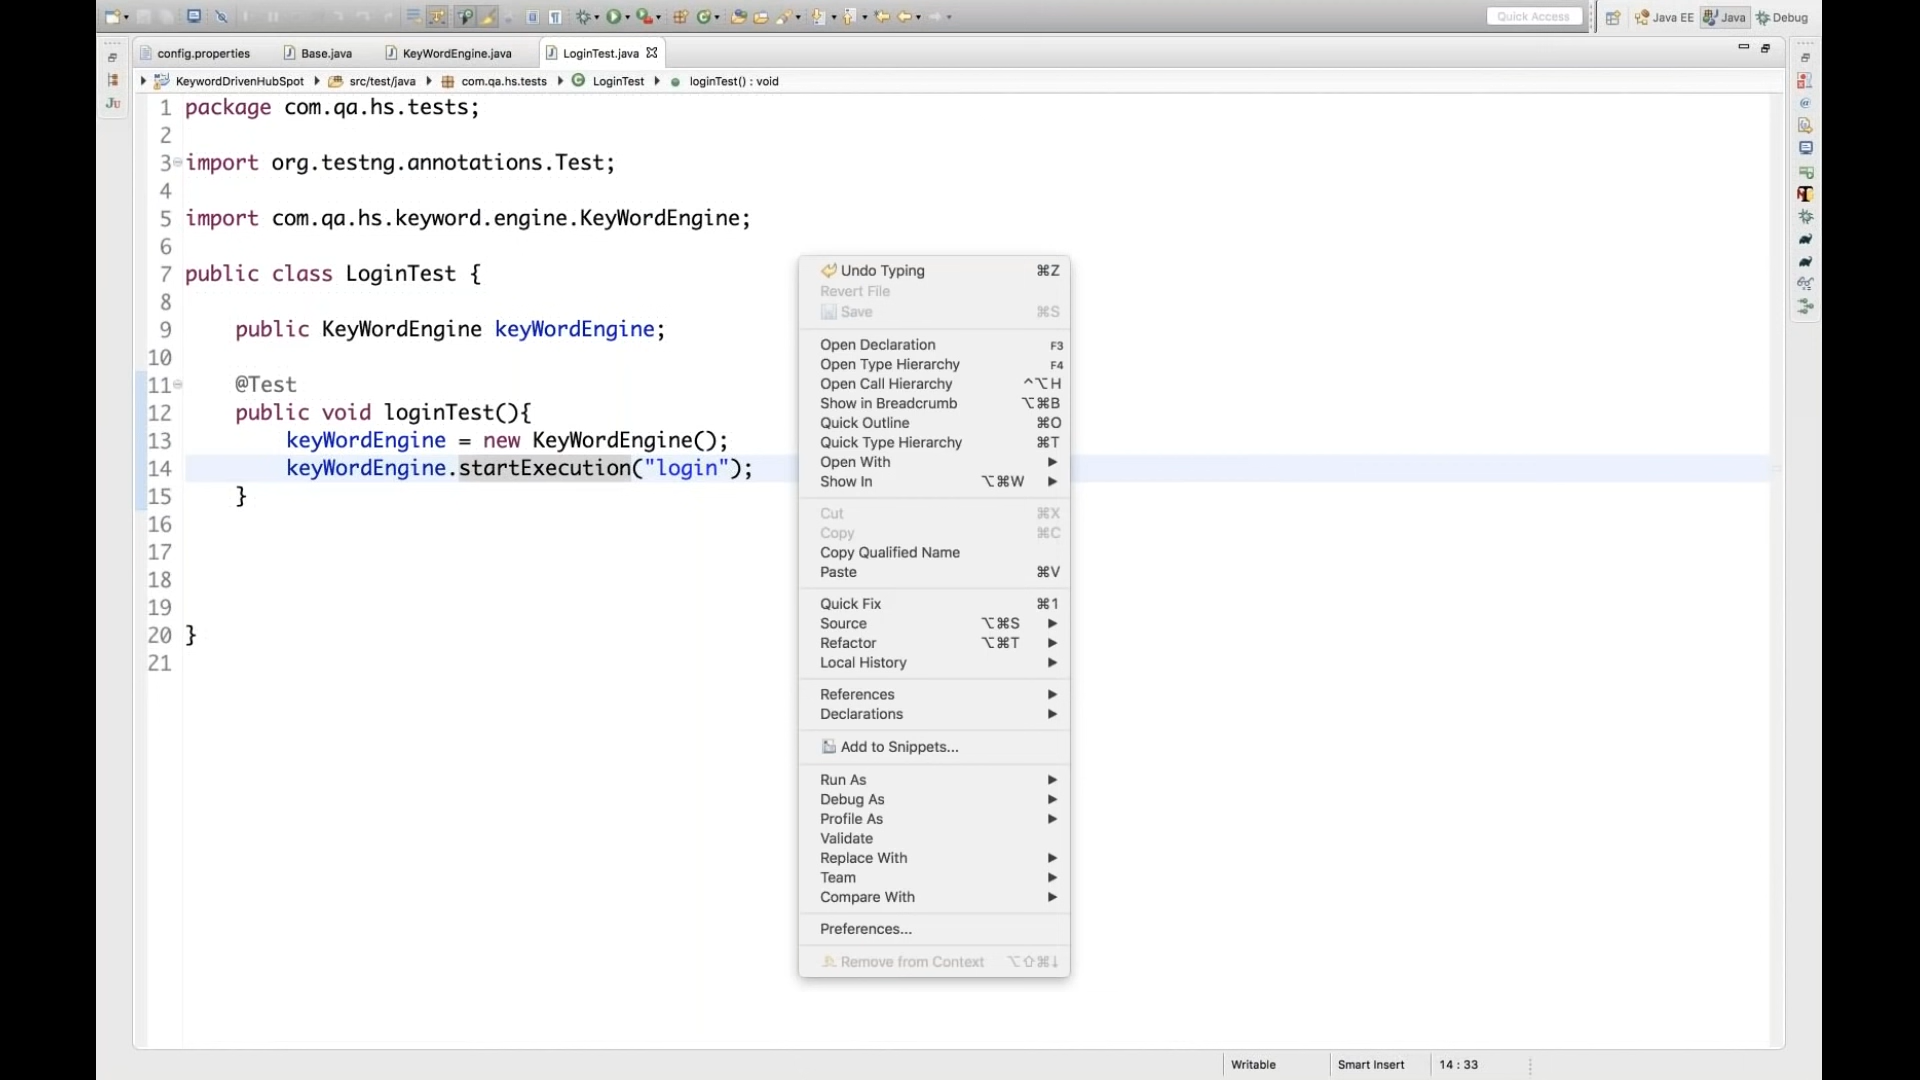 Quick Access
Java EE
Java
Debug
config.properties
Base.java
KeyWordEngine.java
LoginTest.java
KeywordDrivenHubSpot
src/test/java
com.qa.hs.tests
LoginTest
loginTest() : void
1 package com.qa.hs.tests;
2
3 import org.testng.annotations.Test;
4
5 import com.qa.hs.keyword.engine.KeyWordEngine;
6
7 public class LoginTest {
8
9 public KeyWordEngine keyWordEngine;
10
11 @Test
12 public void loginTest(){
13 keyWordEngine = new KeyWordEngine();
14 keyWordEngine.startExecution("login");
15 }
16
17
18
19
20 }
21
Undo Typing ⌘Z
Revert File
Save ⌘S
Open Declaration F3
Open Type Hierarchy F4
Open Call Hierarchy ^⌥H
Show in Breadcrumb ⌥⌘B
Quick Outline ⌘O
Quick Type Hierarchy ⌘T
Open With
Show In ⌥⌘W
Cut ⌘X
Copy ⌘C
Copy Qualified Name
Paste ⌘V
Quick Fix ⌘1
Source ⌥⌘S
Refactor ⌥⌘T
Local History
References
Declarations
Add to Snippets...
Run As
Debug As
Profile As
Validate
Replace With
Team
Compare With
Preferences...
Remove from Context ⌥⇧⌘↓
Writable
Smart Insert
14 : 33